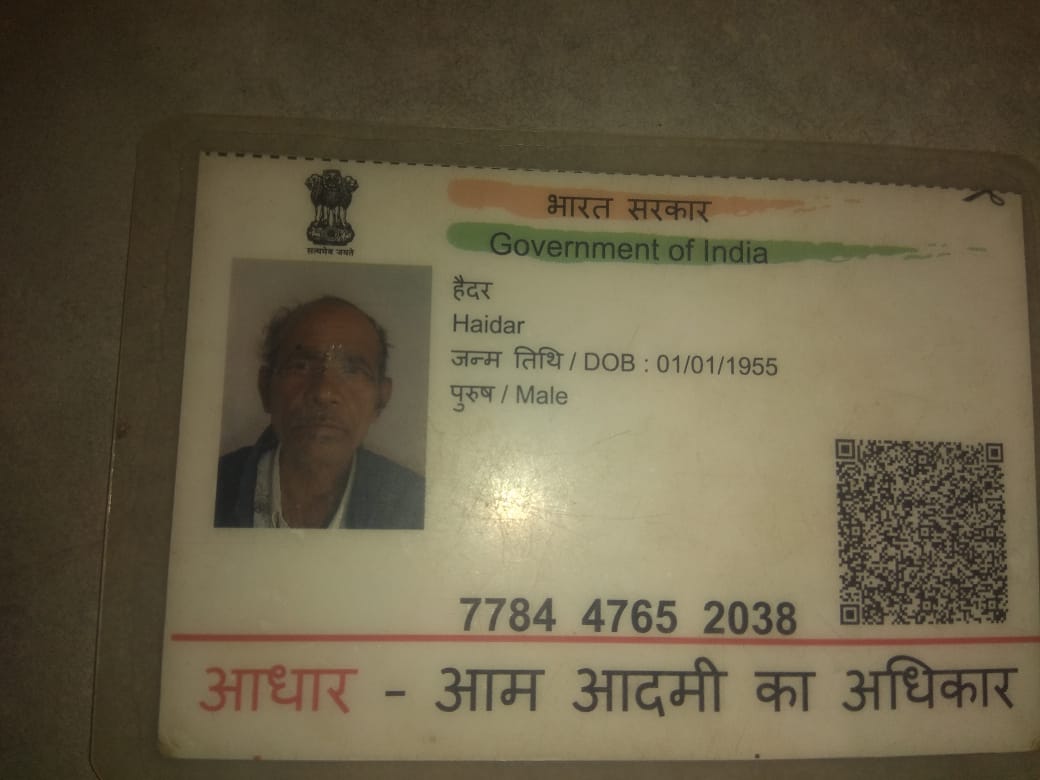 सत्यमेव जयते
भारत सरकार
Government of India
हैदर
Haidar
जन्म तिथि / DOB : 01/01/1955
पुरुष / Male
7784 4765 2038
आधार - आम आदमी का अधिकार